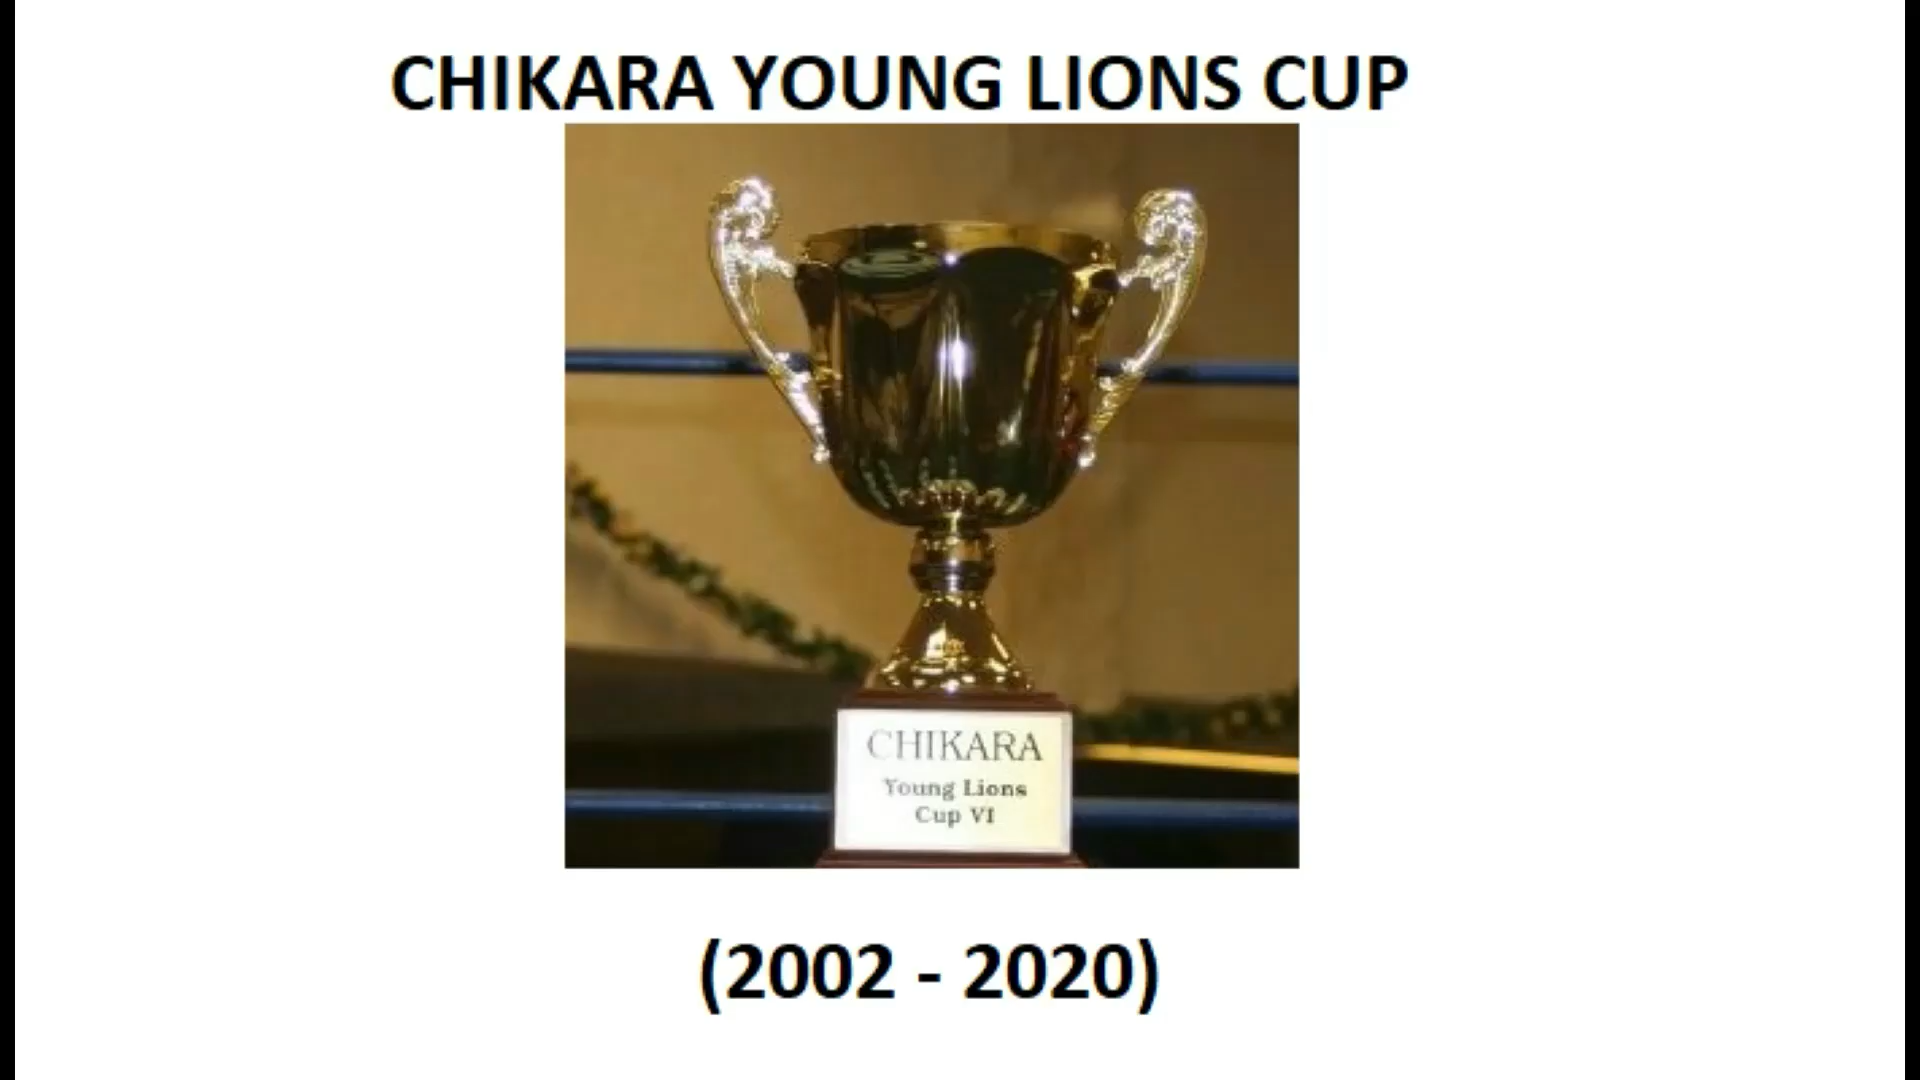 CHIKARA YOUNG LIONS CUP
CHIKARA
Young Lions
Cup VI
(2002 - 2020)